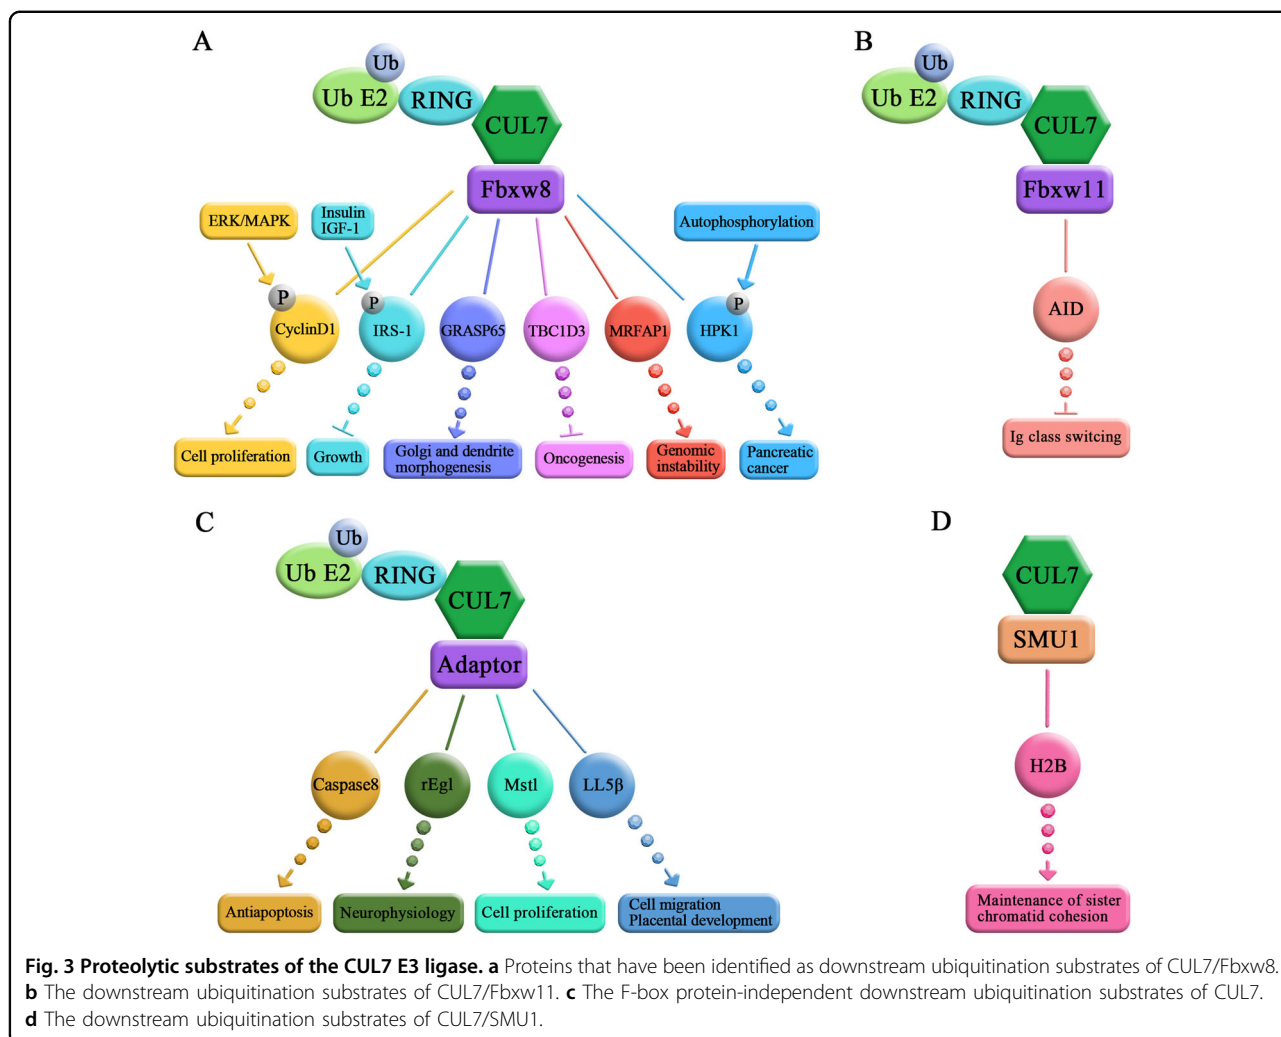 A
Ub
Ub E2
RING
CUL7
Fbxw8
ERK/MAPK
Insulin
IGF-1
Autophosphorylation
P
P
P
CyclinD1
IRS-1
GRASP65
TBC1D3
MRFAP1
HPK1
Cell proliferation
Growth
Golgi and dendrite
morphogenesis
Oncogenesis
Genomic
instability
Pancreatic
cancer
B
Ub
Ub E2
RING
CUL7
Fbxw11
AID
Ig class switcing
C
Ub
Ub E2
RING
CUL7
Adaptor
Caspase8
rEgl
Mstl
LL5β
Antiapoptosis
Neurophysiology
Cell proliferation
Cell migration
Placental development
D
CUL7
SMU1
H2B
Maintenance of sister
chromatid cohesion
Fig. 3 Proteolytic substrates of the CUL7 E3 ligase. a Proteins that have been identified as downstream ubiquitination substrates of CUL7/Fbxw8.
b The downstream ubiquitination substrates of CUL7/Fbxw11. c The F-box protein-independent downstream ubiquitination substrates of CUL7.
d The downstream ubiquitination substrates of CUL7/SMU1.